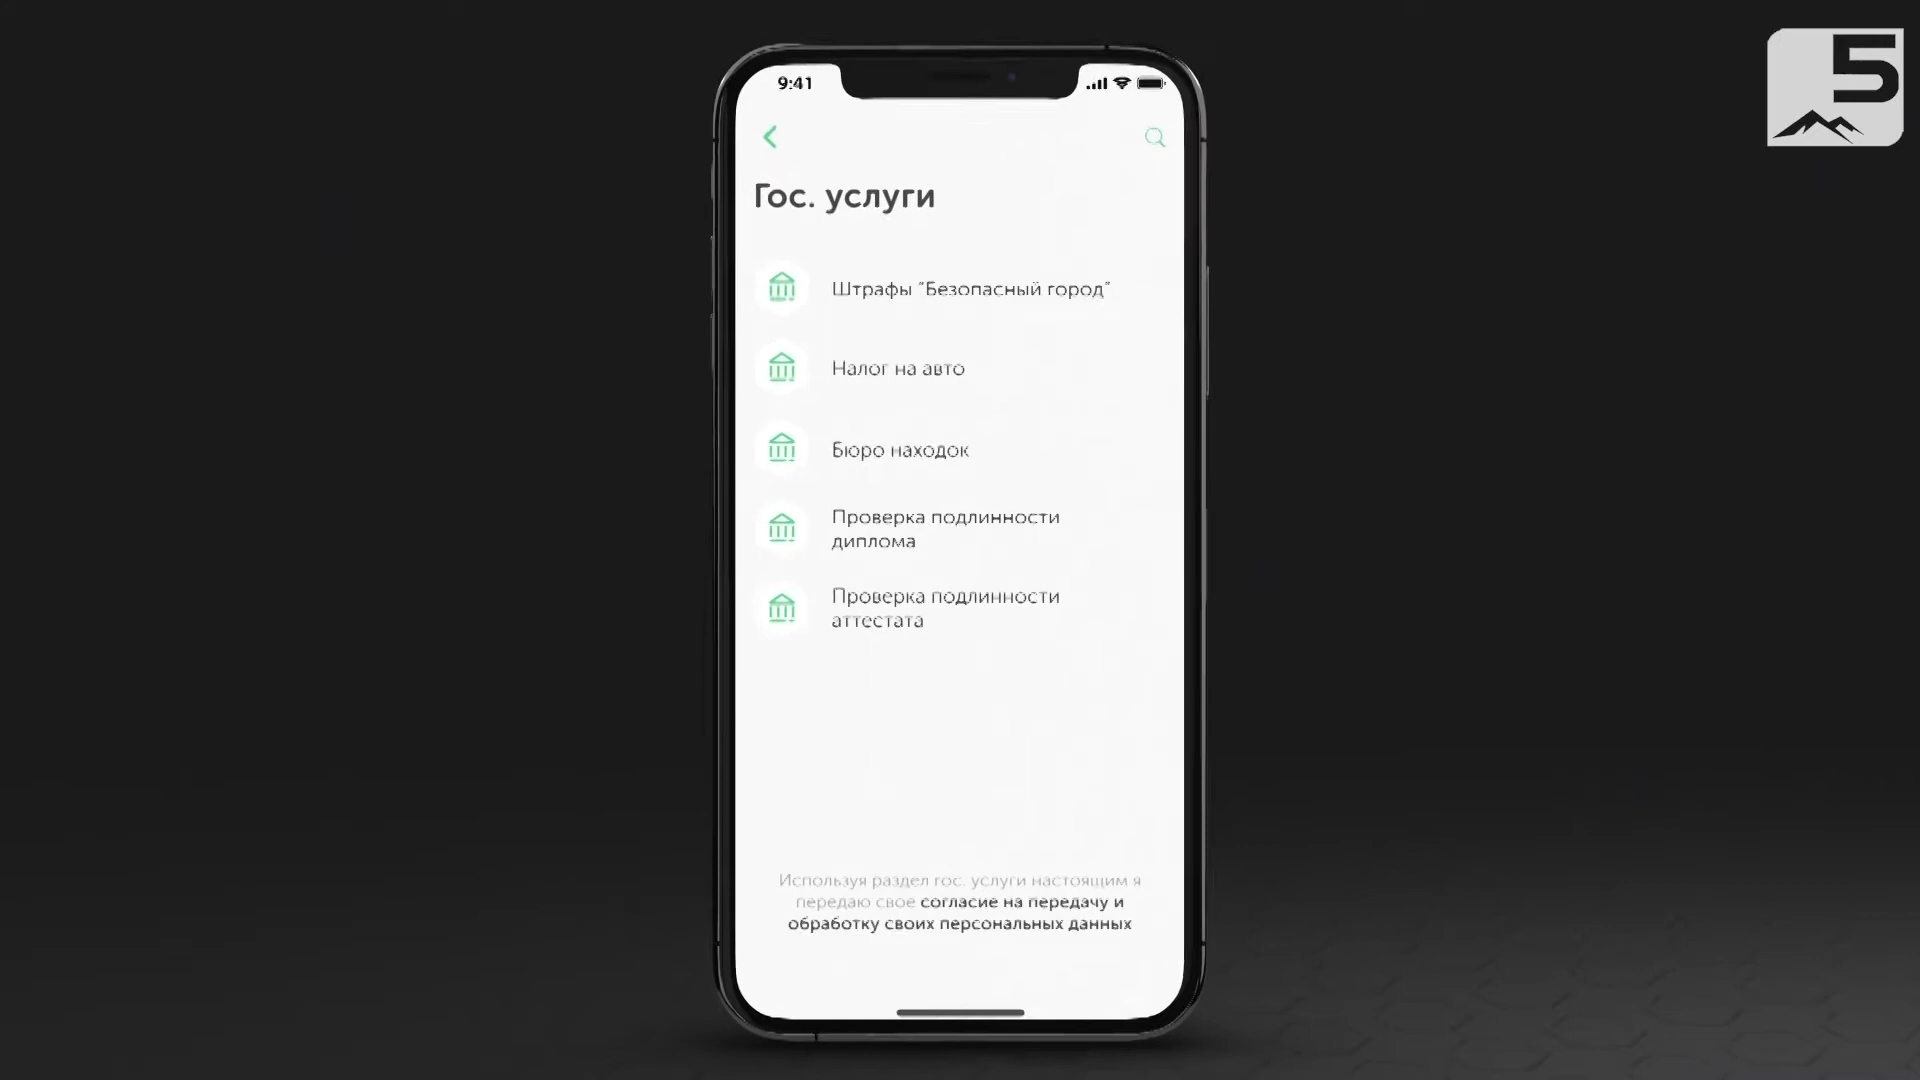 5
9:41
Гос. услуги
Штрафы “Безопасный город”
Налог на авто
Бюро находок
Проверка подлинности
диплома
Проверка подлинности
аттестата
Используя раздел гос. услуги настоящим я
передаю свое согласие на передачу и
обработку своих персональных данных